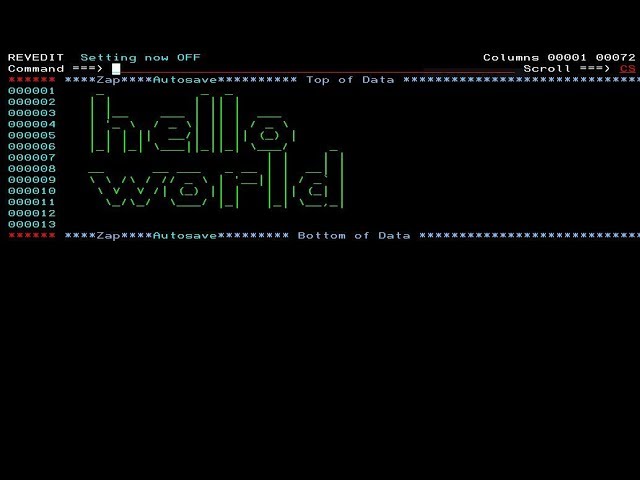 REVEDIT Setting now OFF Columns 00001 00072
Command ===> Scroll ===> CS
****** ****Zap****Autosave********** Top of Data ******************************
000001
000002
000003
000004
000005
000006
hello
000007
000008
000009
000010
000011
world
000012
000013
****** ****Zap****Autosave********* Bottom of Data ****************************